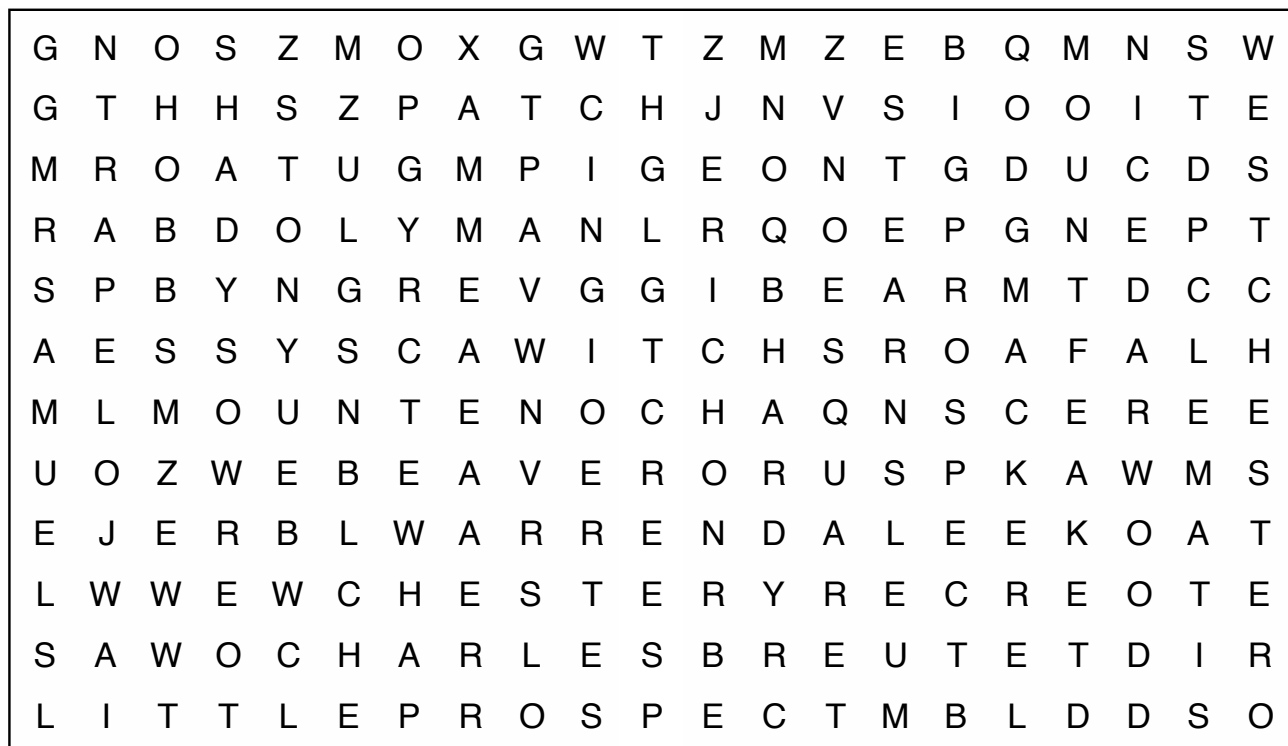 G N O S Z M O X G W T Z M Z E B Q M N S W
G T H H S Z P A T C H J N V S I O O I T E
M R O A T U G M P I G E O N T G D U C D S
R A B D O L Y M A N L R Q O E P G N E P T
S P B Y N G R E V G G I B E A R M T D C C
A E S S Y S C A W I T C H S R O A F A L H
M L M O U N T E N O C H A Q N S C E R E E
U O Z W E B E A V E R O R U S P K A W M S
E J E R B L W A R R E N D A L E E K O A T
L W W E W C H E S T E R Y R E C R E O T E
S A W O C H A R L E S B R E U T E T D I R
L I T T L E P R O S P E C T M B L D D S O